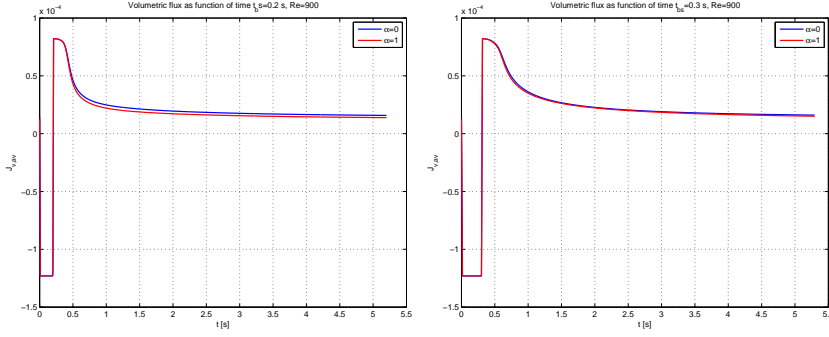 Volumetric flux as function of time t_bs=0.2 s, Re=900
x 10⁻⁴
1
0.5
0
−0.5
−1
−1.5
J_v,av
0 0.5 1 1.5 2 2.5 3 3.5 4 4.5 5 5.5
t [s]
α=0
α=1
Volumetric flux as function of time t_bs=0.3 s, Re=900
x 10⁻⁴
1
0.5
0
−0.5
−1
−1.5
J_v,av
0 0.5 1 1.5 2 2.5 3 3.5 4 4.5 5 5.5
t [s]
α=0
α=1